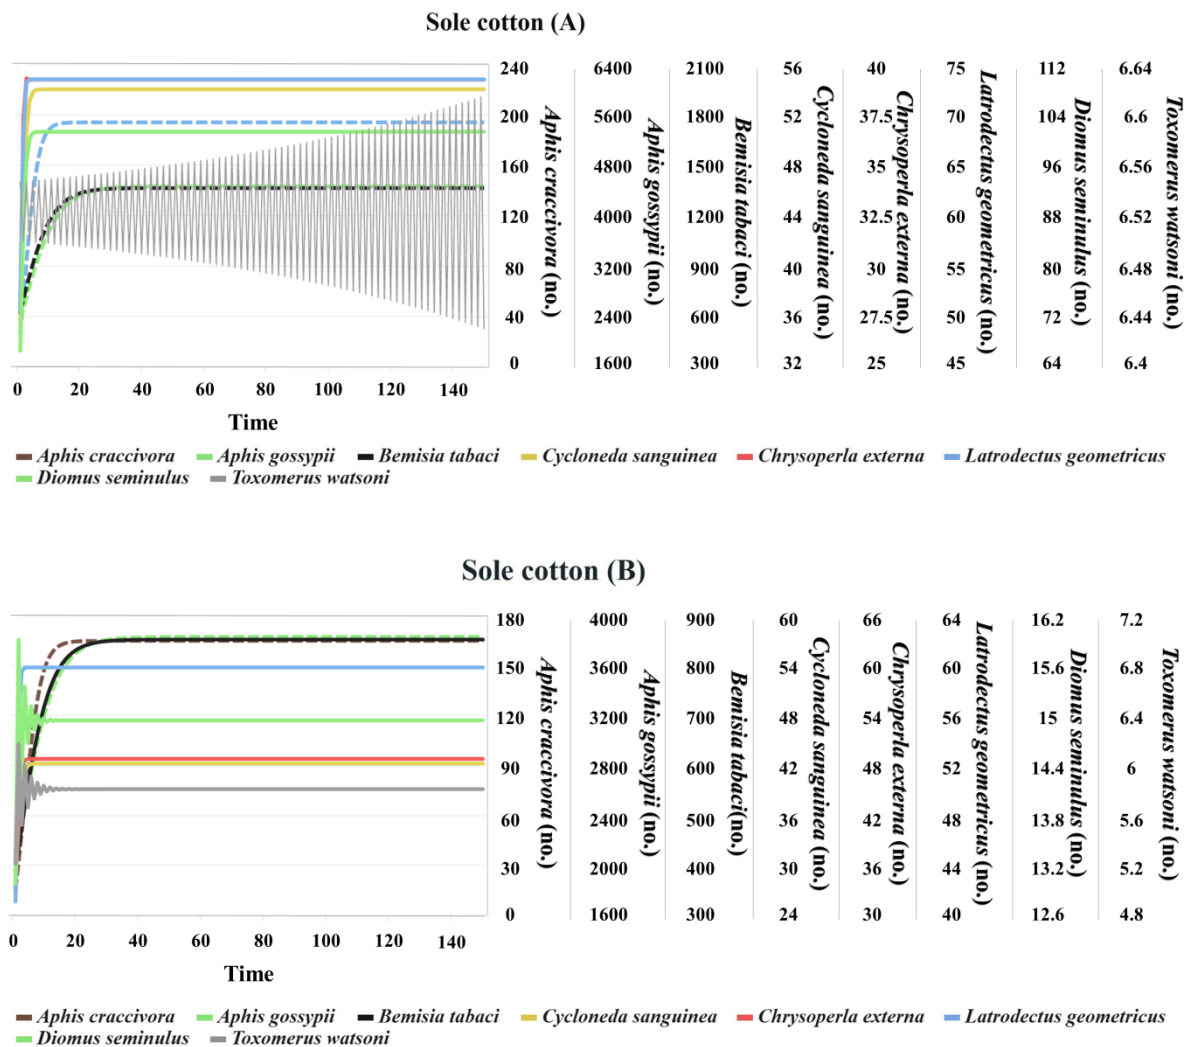 Sole cotton (A)
240 6400 2100 56 40 75 112 6.64
200 5600 1800 52 37.5 70 104 6.6
160 4800 1500 48 35 65 96 6.56
120 4000 1200 44 32.5 60 88 6.52
80 3200 900 40 30 55 80 6.48
40 2400 600 36 27.5 50 72 6.44
0 1600 300 32 25 45 64 6.4
Aphis craccivora (no.)
Aphis gossypii (no.)
Bemisia tabaci (no.)
Cycloneda sanguinea (no.)
Chrysoperla externa (no.)
Latrodectus geometricus (no.)
Diomus seminulus (no.)
Toxomerus watsoni (no.)
0 20 40 60 80 100 120 140
Time
Aphis craccivora Aphis gossypii Bemisia tabaci Cycloneda sanguinea Chrysoperla externa Latrodectus geometricus
Diomus seminulus Toxomerus watsoni
Sole cotton (B)
180 4000 900 60 66 64 16.2 7.2
150 3600 800 54 60 60 15.6 6.8
120 3200 700 48 54 56 15 6.4
90 2800 600 42 48 52 14.4 6
60 2400 500 36 42 48 13.8 5.6
30 2000 400 30 36 44 13.2 5.2
0 1600 300 24 30 40 12.6 4.8
Aphis craccivora (no.)
Aphis gossypii (no.)
Bemisia tabaci(no.)
Cycloneda sanguinea (no.)
Chrysoperla externa (no.)
Latrodectus geometricus (no.)
Diomus seminulus (no.)
Toxomerus watsoni (no.)
0 20 40 60 80 100 120 140
Time
Aphis craccivora Aphis gossypii Bemisia tabaci Cycloneda sanguinea Chrysoperla externa Latrodectus geometricus
Diomus seminulus Toxomerus watsoni